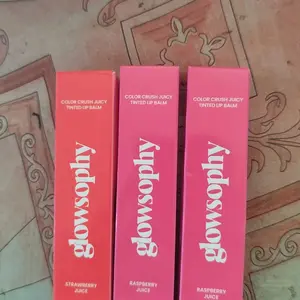 COLOR CRUSH JUICY
TINTED LIP BALM
glowsophy
STRAWBERRY
JUICE
COLOR CRUSH JUICY
TINTED LIP BALM
glowsophy
RASPBERRY
JUICE
COLOR CRUSH JUICY
TINTED LIP BALM
glowsophy
RASPBERRY
JUICE